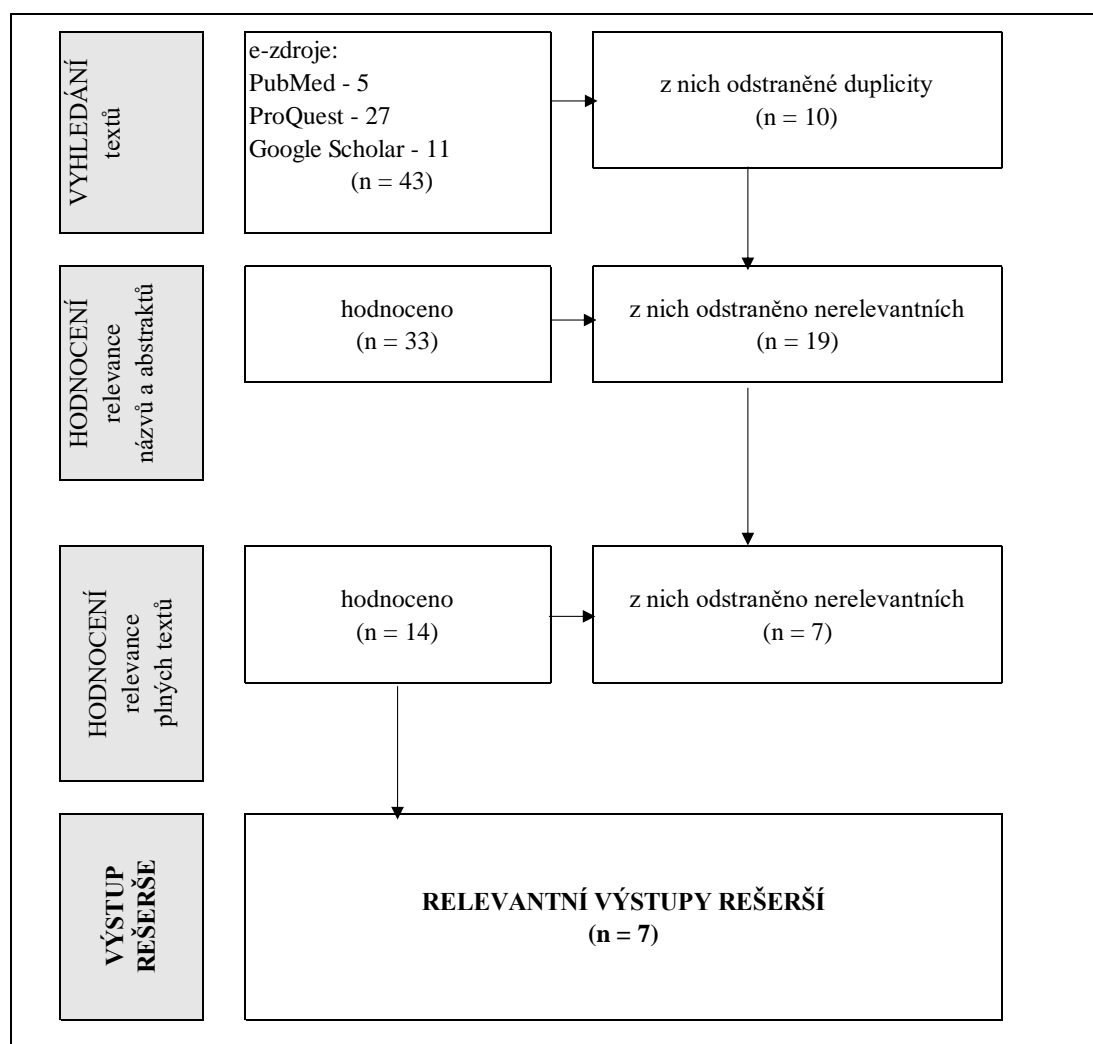 VYHLEDÁNÍ
textů
e-zdroje:
PubMed - 5
ProQuest - 27
Google Scholar - 11
(n = 43)
z nich odstraněné duplicity
(n = 10)
HODNOCENÍ
relevance
názvů a abstraktů
hodnoceno
(n = 33)
z nich odstraněno nerelevantních
(n = 19)
HODNOCENÍ
relevance
plných textů
hodnoceno
(n = 14)
z nich odstraněno nerelevantních
(n = 7)
VÝSTUP
REŠERŠE
RELEVANTNÍ VÝSTUPY REŠERŠÍ
(n = 7)